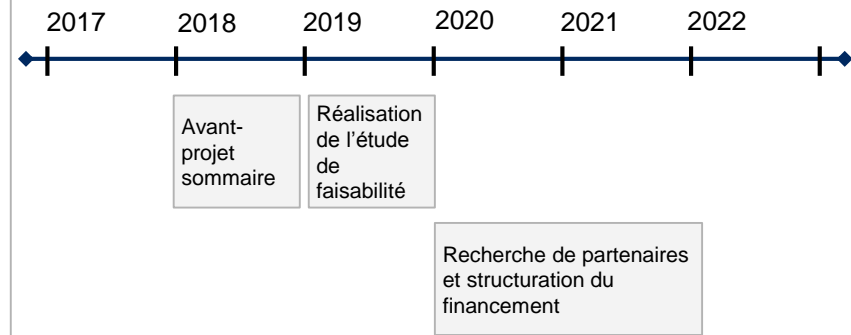 2017 2018 2019 2020 2021 2022
Avant-
projet
sommaire
Réalisation
de l’étude
de
faisabilité
Recherche de partenaires
et structuration du
financement